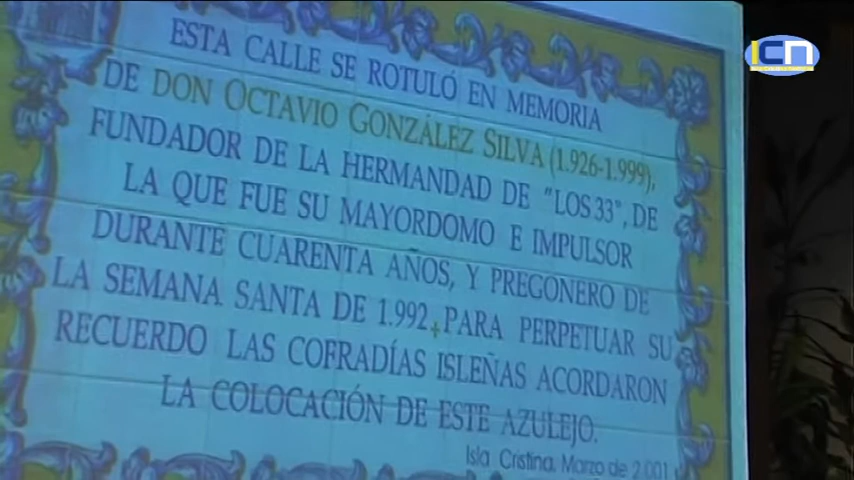 ICN
ESTA CALLE SE ROTULÓ EN MEMORIA
DE DON OCTAVIO GONZÁLEZ SILVA (1.926-1.999),
FUNDADOR DE LA HERMANDAD DE "LOS 33", DE
LA QUE FUE SU MAYORDOMO E IMPULSOR
DURANTE CUARENTA AÑOS, Y PREGONERO DE
LA SEMANA SANTA DE 1.992 PARA PERPETUAR SU
RECUERDO LAS COFRADÍAS ISLEÑAS ACORDARON
LA COLOCACIÓN DE ESTE AZULEJO.
Isla Cristina, Marzo de 2.001